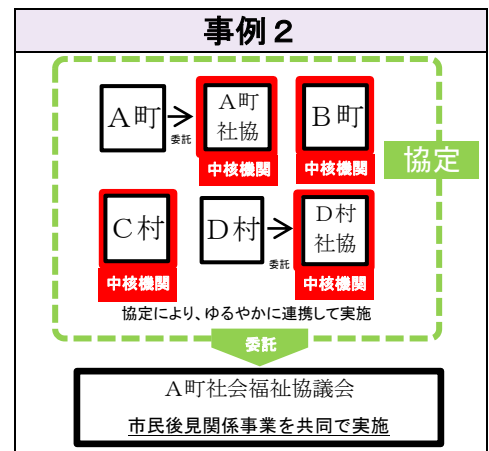 事例２
A町
委託
A町
社協
中核機関
B町
中核機関
協定
C村
中核機関
D村
委託
D村
社協
中核機関
協定により、ゆるやかに連携して実施
委託
A町社会福祉協議会
市民後見関係事業を共同で実施